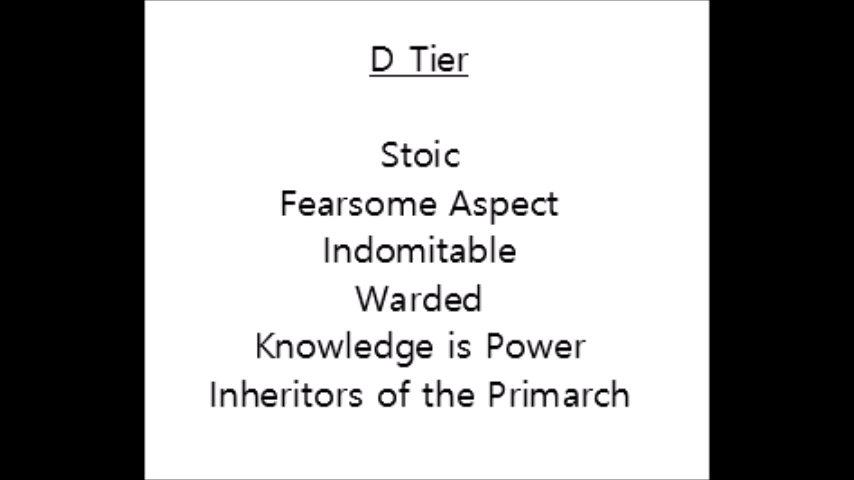 D Tier
Stoic
Fearsome Aspect
Indomitable
Warded
Knowledge is Power
Inheritors of the Primarch